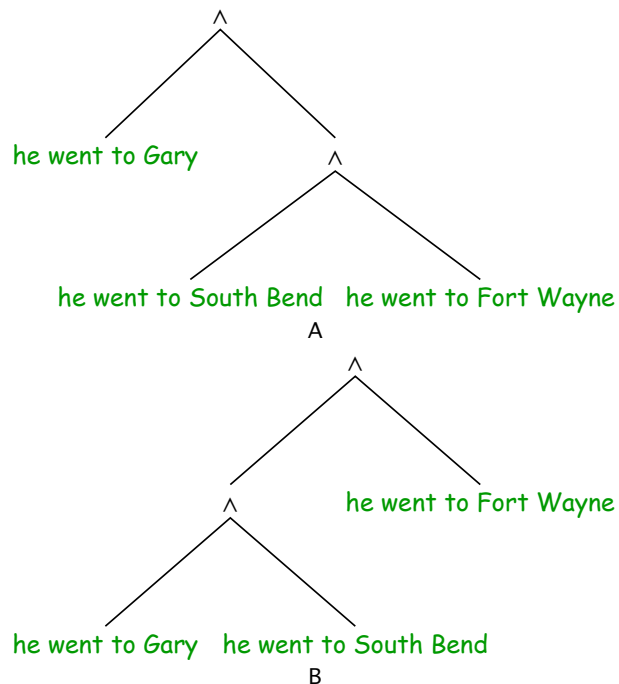 ∧
he went to Gary
∧
he went to South Bend he went to Fort Wayne
A
∧
he went to Fort Wayne
∧
he went to Gary he went to South Bend
B